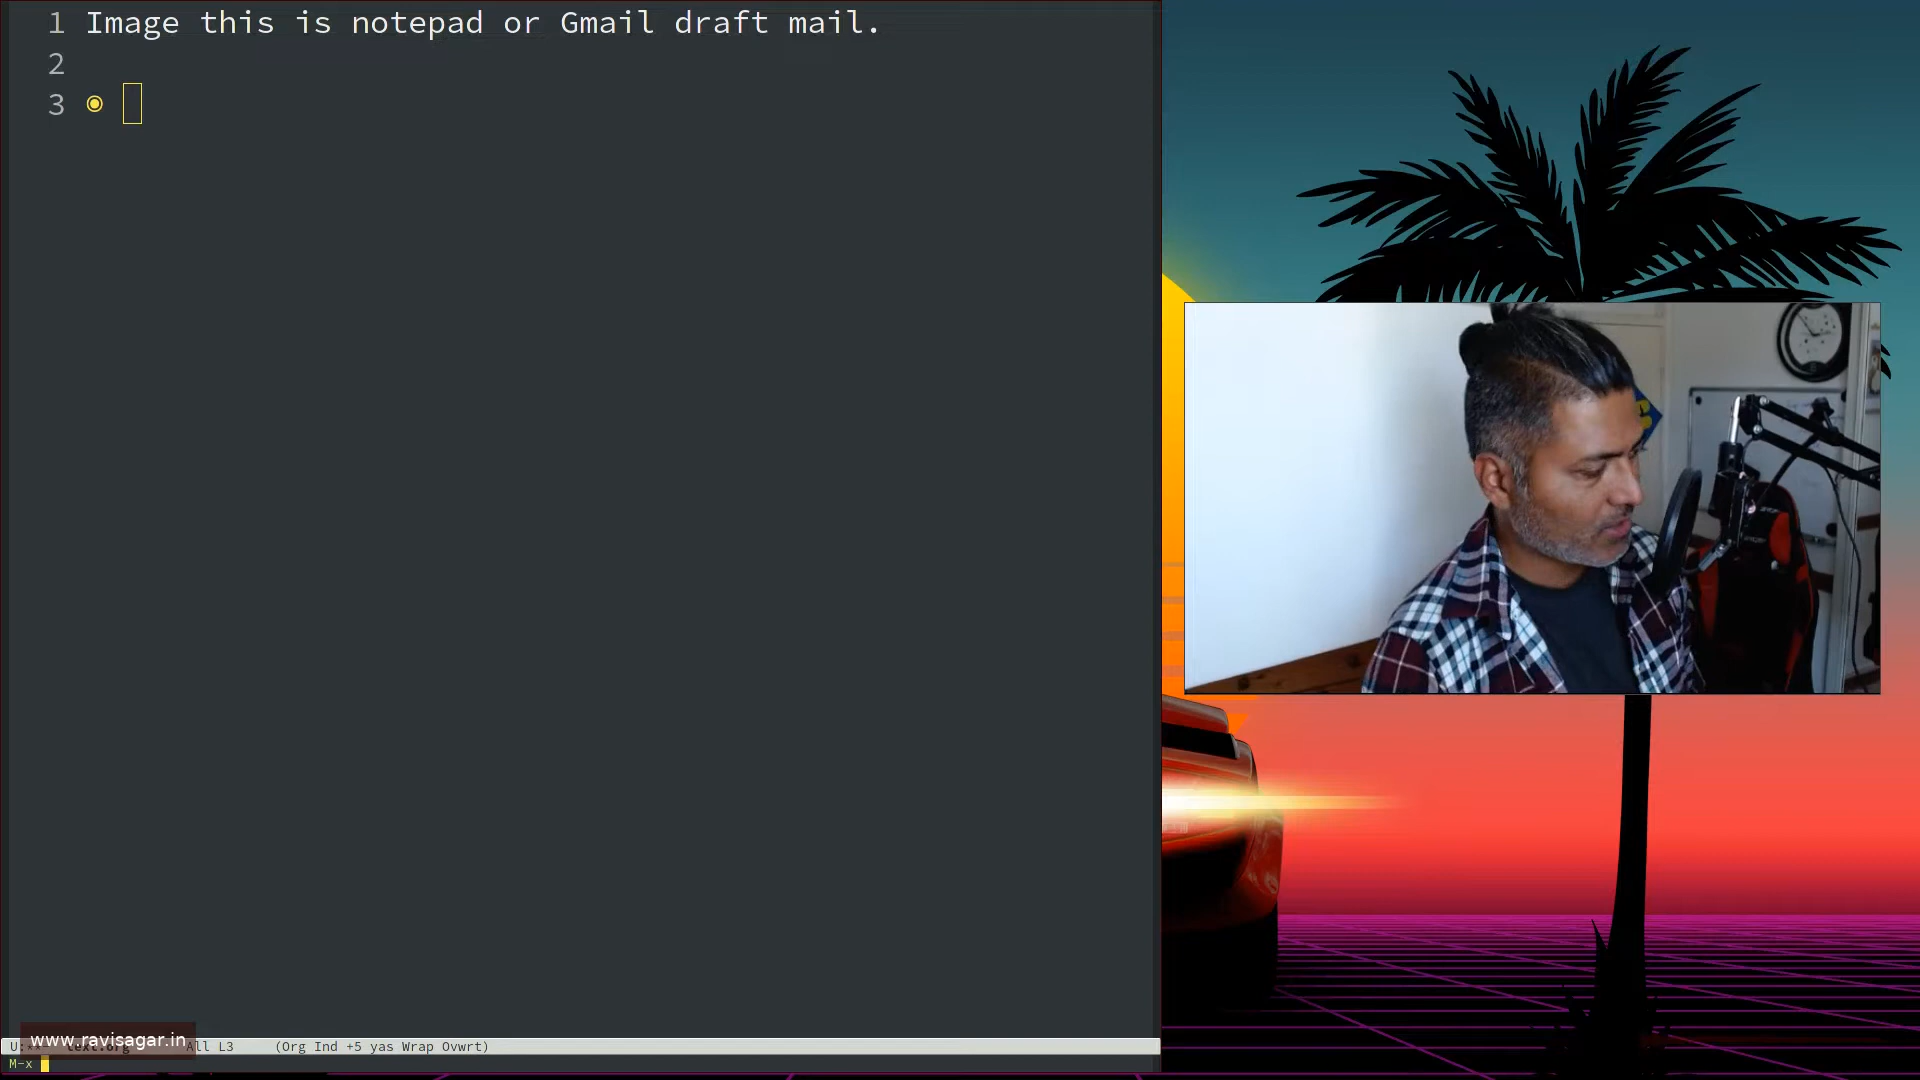 1 Image this is notepad or Gmail draft mail.
2
3
www.ravisagar.in
All L3 (Org Ind +5 yas Wrap Ovwrt)
M-x